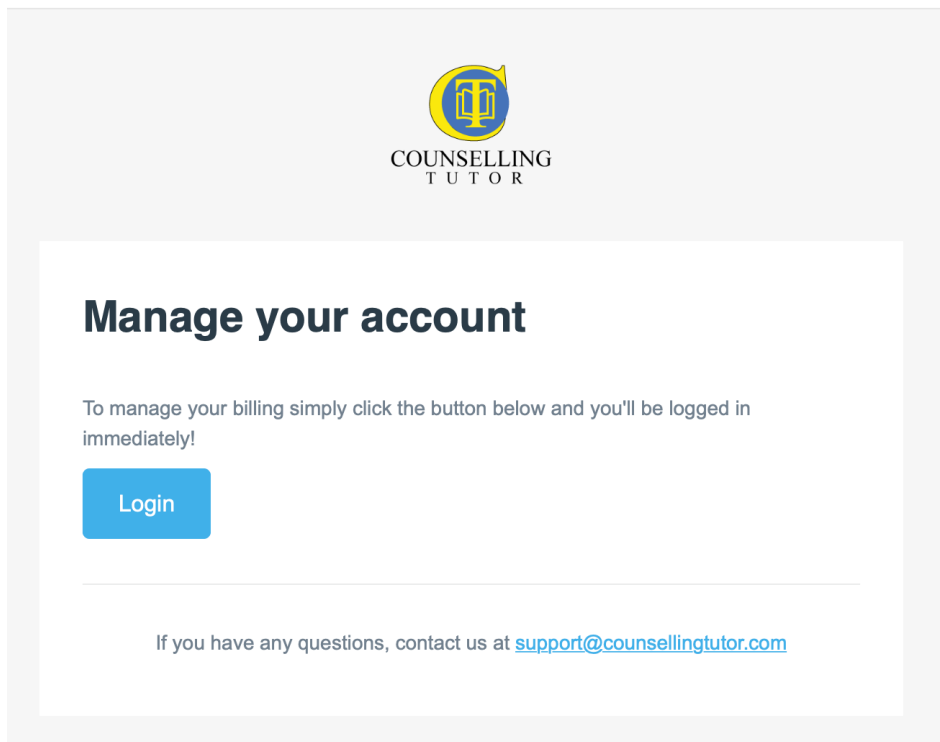 COUNSELLING
TUTOR
Manage your account
To manage your billing simply click the button below and you'll be logged in
immediately!
Login
If you have any questions, contact us at support@counsellingtutor.com